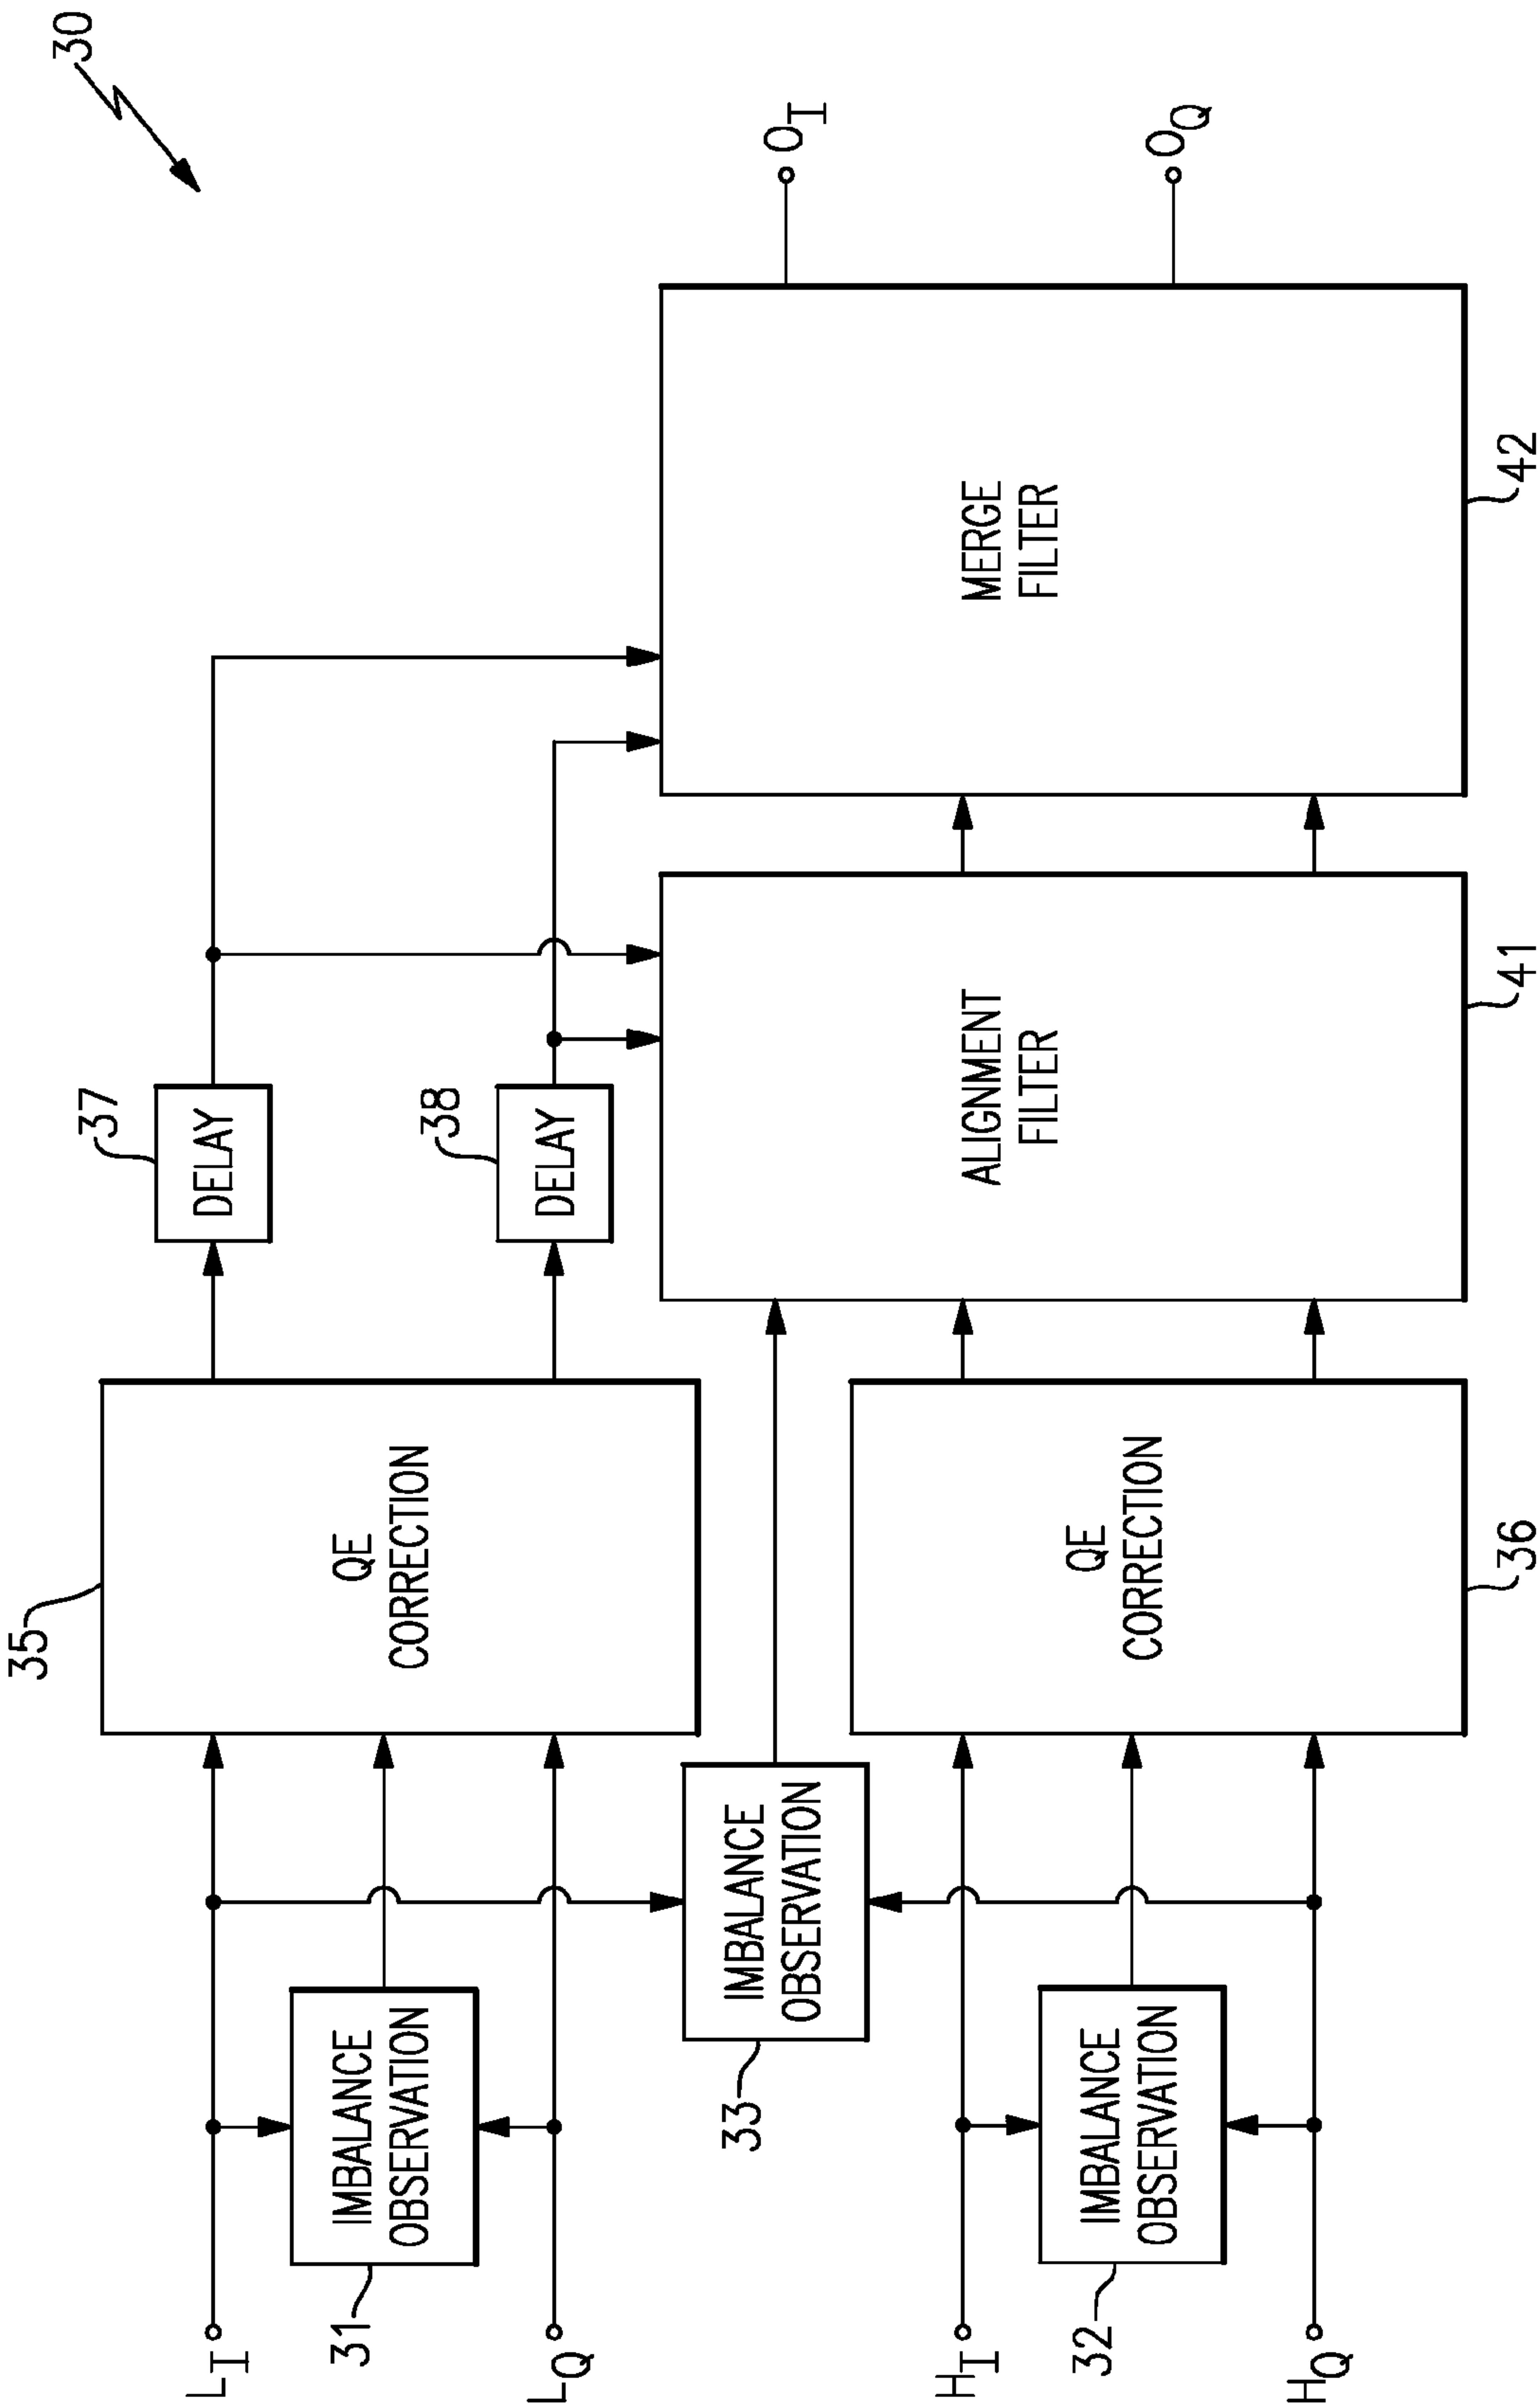 30
35
37
DELAY
38
DELAY
QE
CORRECTION
L_I
IMBALANCE
OBSERVATION
31
L_Q
33
IMBALANCE
OBSERVATION
ALIGNMENT
FILTER
41
MERGE
FILTER
42
O_I
O_Q
H_I
IMBALANCE
OBSERVATION
32
H_Q
QE
CORRECTION
36